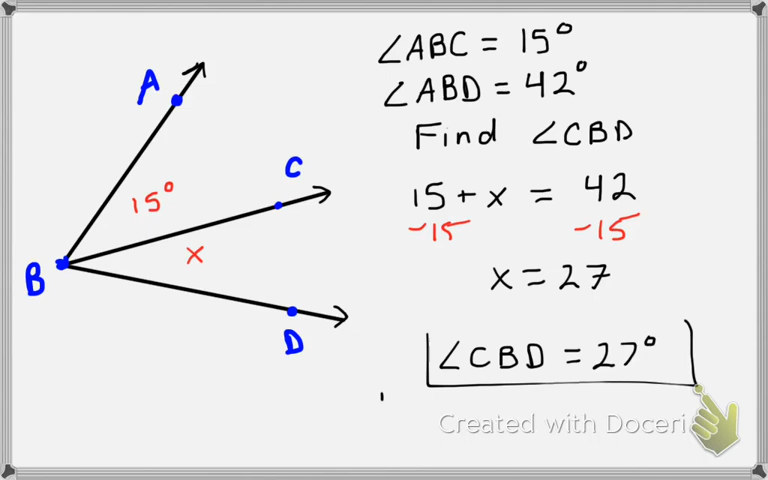 ∠ABC = 15°
∠ABD = 42°
Find ∠CBD
15 + x = 42
-15 -15
x = 27
∠CBD = 27°
A
15°
C
x
B
D
Created with Doceri